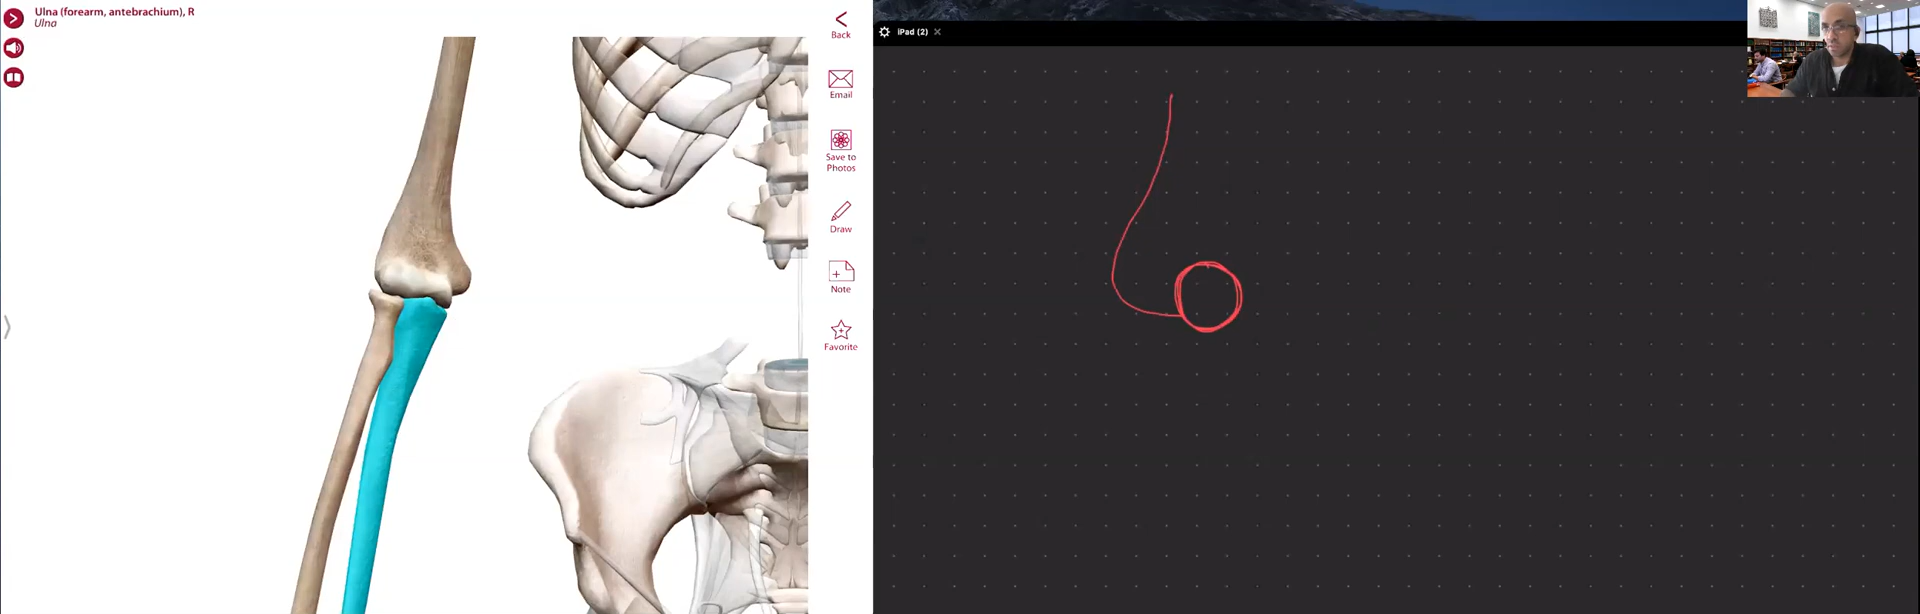 Ulna (forearm, antebrachium), R
Ulna
Back
Email
Save to
Photos
Draw
Note
Favorite
iPad (2)